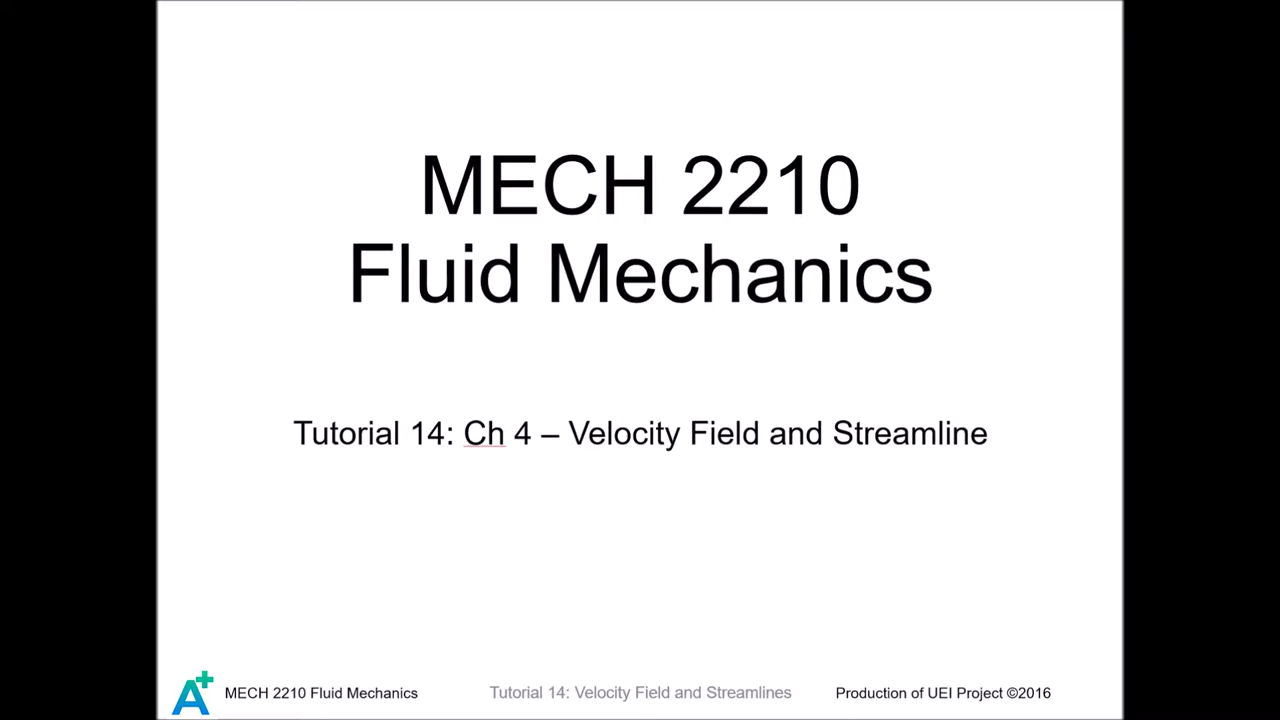 MECH 2210
Fluid Mechanics
Tutorial 14: Ch 4 – Velocity Field and Streamline
A+
MECH 2210 Fluid Mechanics
Tutorial 14: Velocity Field and Streamlines
Production of UEI Project ©2016